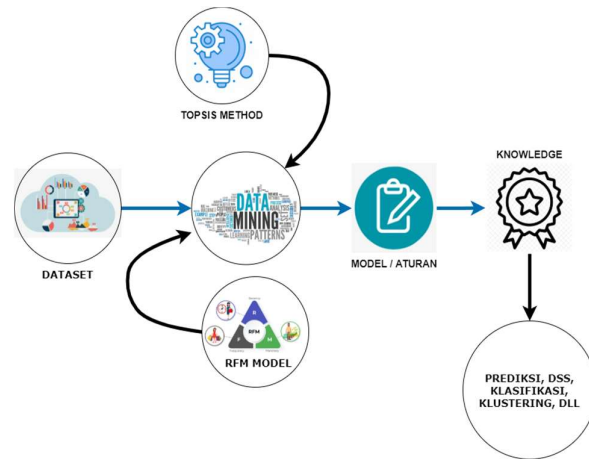 TOPSIS METHOD
KNOWLEDGE
DATA
MINING
PATTERNS
DATASET
MODEL / ATURAN
R
RFM
F
M
RFM MODEL
PREDIKSI, DSS,
KLASIFIKASI,
KLUSTERING, DLL